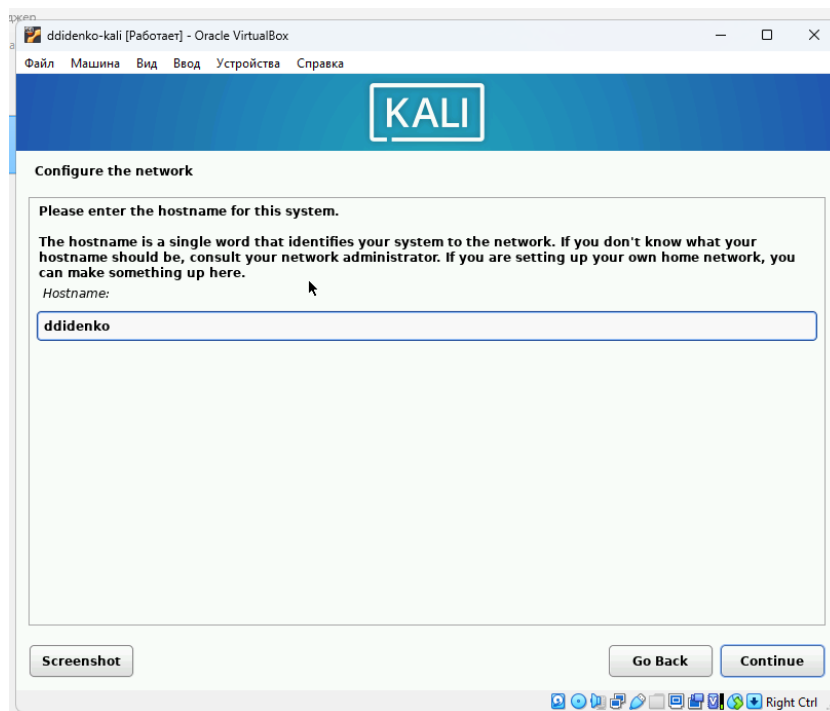 ddidenko-kali [Работает] - Oracle VirtualBox
Файл Машина Вид Ввод Устройства Справка
KALI
Configure the network
Please enter the hostname for this system.
The hostname is a single word that identifies your system to the network. If you don't know what your
hostname should be, consult your network administrator. If you are setting up your own home network, you
can make something up here.
Hostname:
ddidenko
Screenshot
Go Back
Continue
Right Ctrl